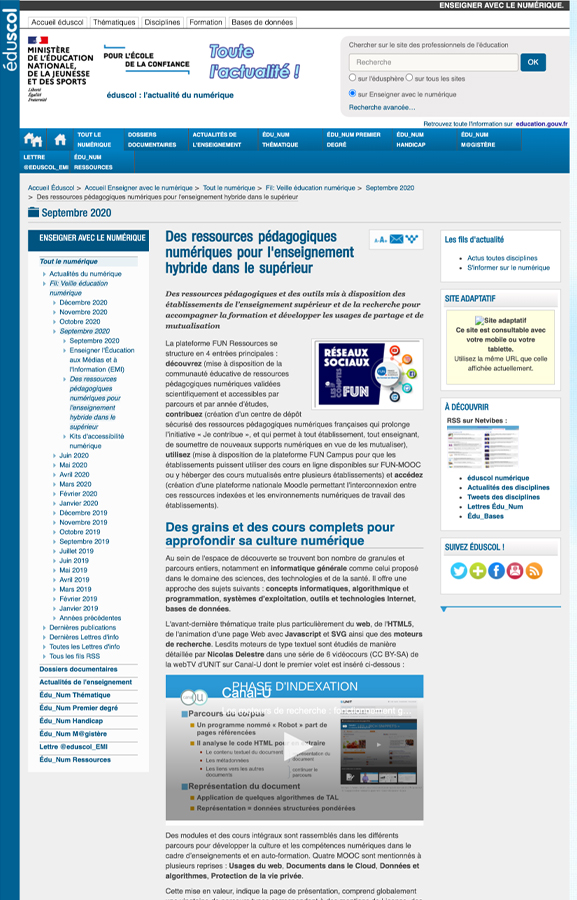 ENSEIGNER AVEC LE NUMÉRIQUE.
éduscol
Accueil éduscol
Thématiques
Disciplines
Formation
Bases de données
MINISTÈRE
DE L'ÉDUCATION
NATIONALE,
DE LA JEUNESSE
ET DES SPORTS
Liberté
Égalité
Fraternité
POUR L'ÉCOLE
DE LA CONFIANCE
Toute
l'actualité !
éduscol : l'actualité du numérique
Chercher sur le site des professionnels de l'éducation
Recherche
OK
sur l'édusphère
sur tous les sites
sur Enseigner avec le numérique
Recherche avancée…
Retrouvez toute l'information sur education.gouv.fr
TOUT LE
NUMÉRIQUE
DOSSIERS
DOCUMENTAIRES
ACTUALITÉS DE
L'ENSEIGNEMENT
ÉDU_NUM
THÉMATIQUE
ÉDU_NUM PREMIER
DEGRÉ
ÉDU_NUM
HANDICAP
ÉDU_NUM
M@GISTÈRE
LETTRE
@EDUSCOL_EMI
ÉDU_NUM
RESSOURCES
Accueil Éduscol > Accueil Enseigner avec le numérique > Tout le numérique > Fil: Veille éducation numérique > Septembre 2020
> Des ressources pédagogiques numériques pour l'enseignement hybride dans le supérieur
Septembre 2020
ENSEIGNER AVEC LE NUMÉRIQUE
Tout le numérique
Actualités du numérique
Fil: Veille éducation
numérique
Décembre 2020
Novembre 2020
Octobre 2020
Septembre 2020
Septembre 2020
Enseigner l'Éducation
aux Médias et à
l'Information (EMI)
Des ressources
pédagogiques
numériques pour
l'enseignement
hybride dans le
supérieur
Kits d'accessibilité
numérique
Juin 2020
Mai 2020
Avril 2020
Mars 2020
Février 2020
Janvier 2020
Décembre 2019
Novembre 2019
Octobre 2019
Septembre 2019
Juillet 2019
Juin 2019
Mai 2019
Avril 2019
Mars 2019
Février 2019
Janvier 2019
Années précédentes
Dernières publications
Dernières Lettres d'info
Toutes les Lettres d'info
Tous les fils RSS
Dossiers documentaires
Actualités de l'enseignement
Édu_Num Thématique
Édu_Num Premier degré
Édu_Num Handicap
Édu_Num M@gistère
Lettre @eduscol_EMI
Édu_Num Ressources
Des ressources pédagogiques
numériques pour l'enseignement
hybride dans le supérieur
Des ressources pédagogiques et des outils mis à disposition des
établissements de l'enseignement supérieur et de la recherche pour
accompagner la formation et développer les usages de partage et de
mutualisation
La plateforme FUN Ressources se
structure en 4 entrées principales :
découvrez (mise à disposition de la
communauté éducative de ressources
pédagogiques numériques validées
scientifiquement et accessibles par
parcours et par année d'études,
contribuez (création d'un centre de dépôt
RÉSEAUX
SOCIAUX
LES COMPTES
FUN
sécurisé des ressources pédagogiques numériques françaises qui prolonge
l'initiative « Je contribue », et qui permet à tout établissement, tout enseignant,
de soumettre de nouveaux supports numériques en vue de les mutualiser),
utilisez (mise à disposition de la plateforme FUN Campus pour que les
établissements puissent utiliser des cours en ligne disponibles sur FUN-MOOC
ou y héberger des cours mutualisés entre plusieurs établissements) et accédez
(création d'une plateforme nationale Moodle permettant l'interconnexion entre
ces ressources indexées et les environnements numériques de travail des
établissements).
Des grains et des cours complets pour
approfondir sa culture numérique
Au sein de l'espace de découverte se trouvent bon nombre de granules et
parcours entiers, notamment en informatique générale comme celui proposé
dans le domaine des sciences, des technologies et de la santé. Il offre une
approche des sujets suivants : concepts informatiques, algorithmique et
programmation, systèmes d'exploitation, outils et technologies Internet,
bases de données.
L'avant-dernière thématique traite plus particulièrement du web, de l'HTML5,
de l'animation d'une page Web avec Javascript et SVG ainsi que des moteurs
de recherche. Lesdits moteurs de type textuel sont étudiés de manière
détaillée par Nicolas Delestre dans une série de 8 vidéocours (CC BY-SA) de
la webTV d'UNIT sur Canal-U dont le premier volet est inséré ci-dessous :
PHASE D'INDEXATION
Canal-U
Parcours du corpus
Un programme nommé « Robot » part de
pages référencées
Il analyse le code HTML pour en extraire
Le contenu textuel du document
Les métadonnées
Les liens vers les autres
documents
Représentation du document
Application de quelques algorithmes de TAL
Représentation = données structurées pondérées
Des modules et des cours intégraux sont rassemblés dans les différents
parcours pour développer la culture et les compétences numériques dans le
cadre d'enseignements et en auto-formation. Quatre MOOC sont mentionnés à
plusieurs reprises : Usages du web, Documents dans le Cloud, Données et
algorithmes, Protection de la vie privée.
Cette mise en valeur, indique la page de présentation, comprend globalement
Les fils d'actualité
Actus toutes disciplines
S'informer sur le numérique
SITE ADAPTATIF
Site adaptatif
Ce site est consultable avec
votre mobile ou votre
tablette.
Utilisez la même URL que celle
affichée actuellement.
À DÉCOUVRIR
RSS sur Netvibes :
éduscol numérique
Actualités des disciplines
Tweets des disciplines
Lettres Édu_Num
Édu_Bases
SUIVEZ ÉDUSCOL !